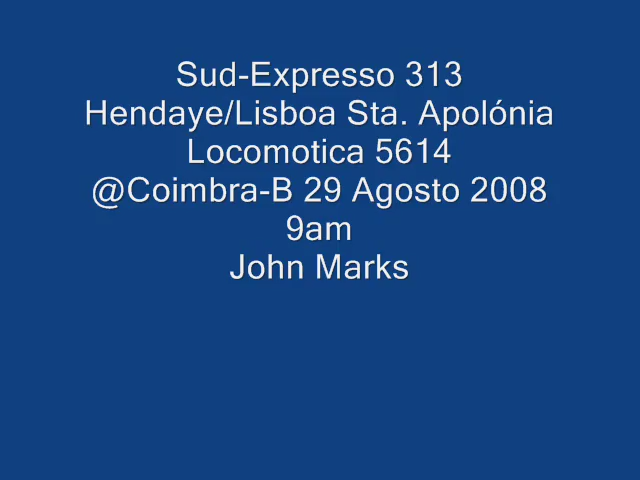 Sud-Expresso 313
Hendaye/Lisboa Sta. Apolónia
Locomotica 5614
@Coimbra-B 29 Agosto 2008
9am
John Marks